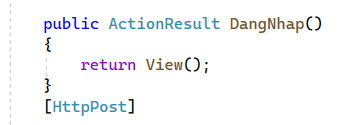 public ActionResult DangNhap()
{
return View();
}
[HttpPost]